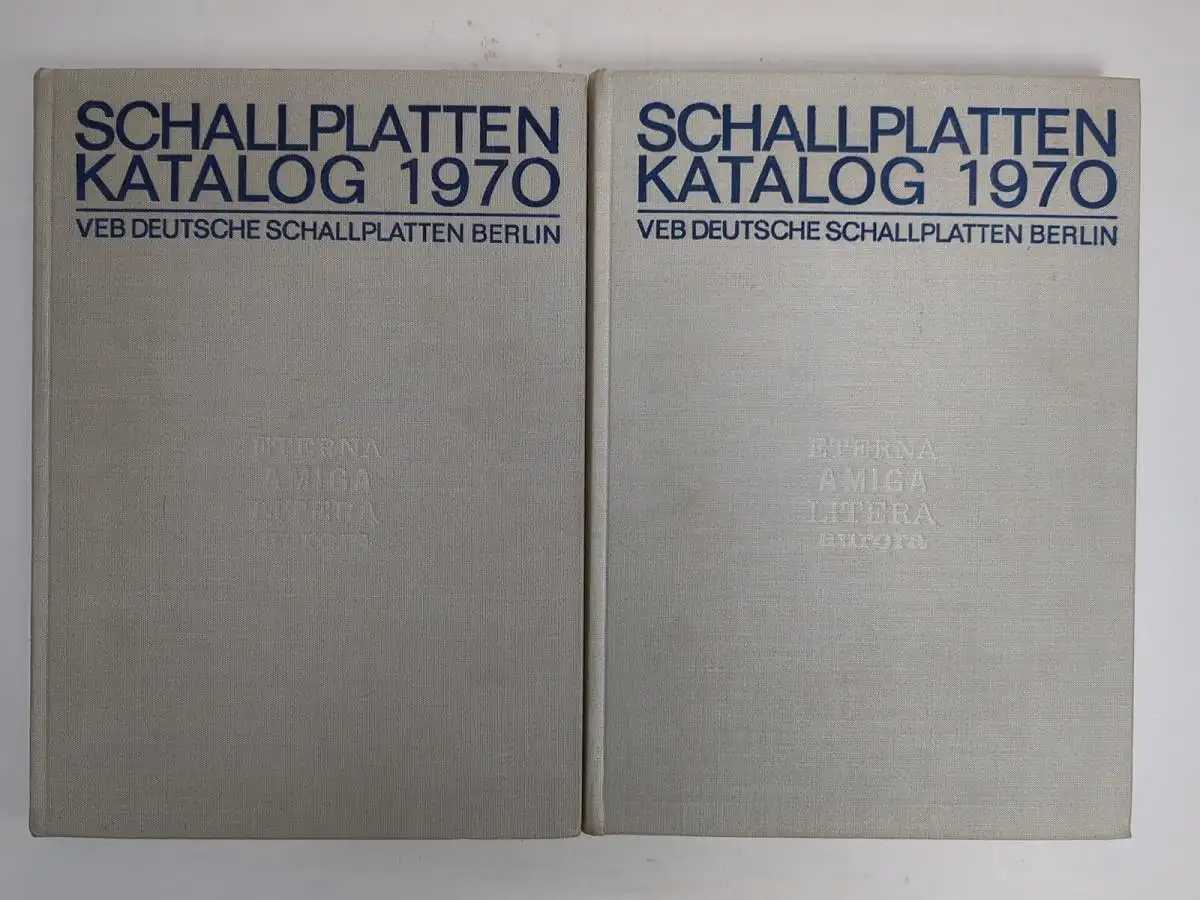 SCHALLPLATTEN
KATALOG 1970
VEB DEUTSCHE SCHALLPLATTEN BERLIN
ETERNA
AMIGA
LITERA
aurora
SCHALLPLATTEN
KATALOG 1970
VEB DEUTSCHE SCHALLPLATTEN BERLIN
ETERNA
AMIGA
LITERA
aurora